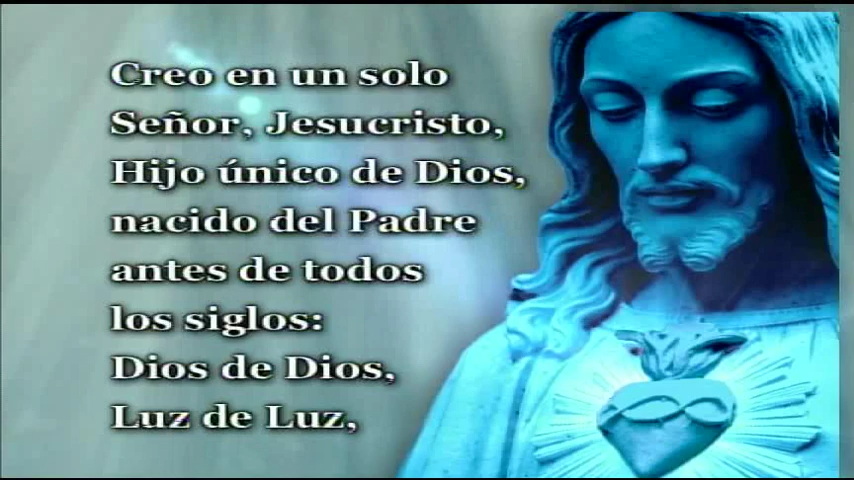 Creo en un solo
Señor, Jesucristo,
Hijo único de Dios,
nacido del Padre
antes de todos
los siglos:
Dios de Dios,
Luz de Luz,